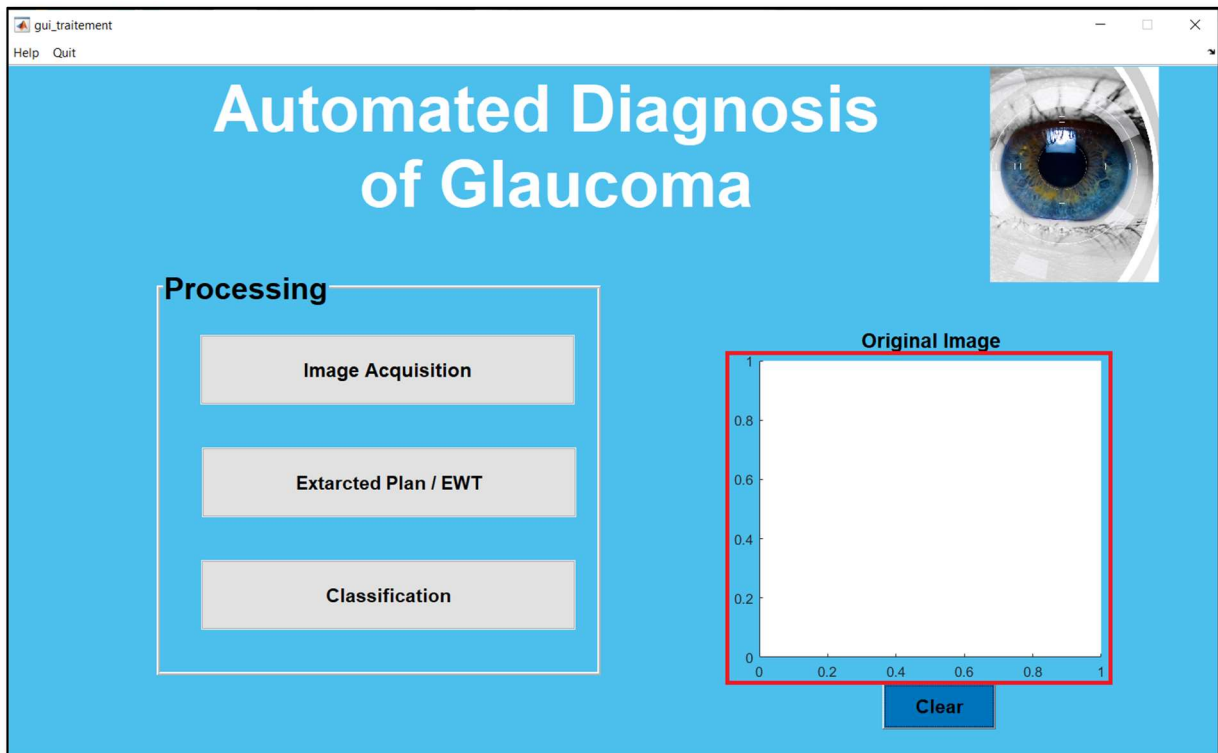 gui_traitement
Help Quit
Automated Diagnosis
of Glaucoma
Processing
Image Acquisition
Extarcted Plan / EWT
Classification
Original Image
1
0.8
0.6
0.4
0.2
0
0 0.2 0.4 0.6 0.8 1
Clear